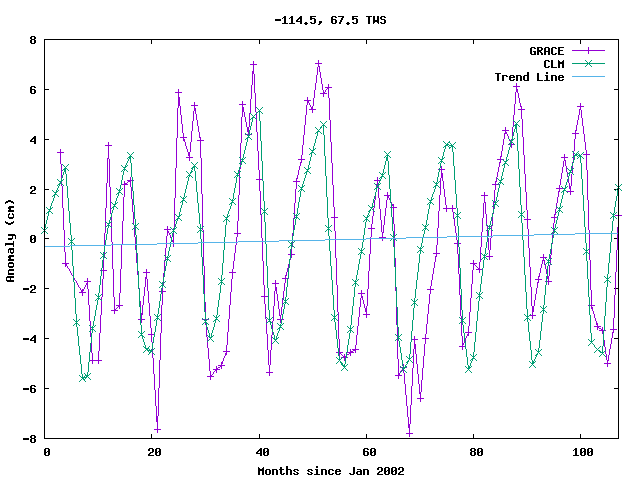 -114.5, 67.5 TWS
GRACE
CLM
Trend Line
Anomaly (cm)
8
6
4
2
0
-2
-4
-6
-8
0 20 40 60 80 100
Months since Jan 2002